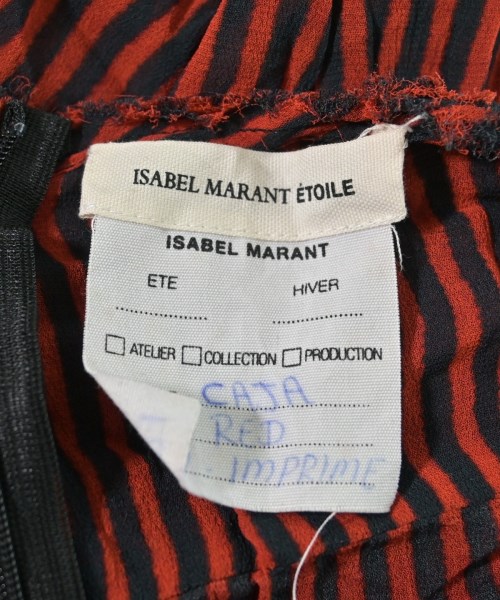 ISABEL MARANT ÉTOILE
ISABEL MARANT
ETE HIVER
ATELIER COLLECTION PRODUCTION
CAJA
RED
IMPRIME